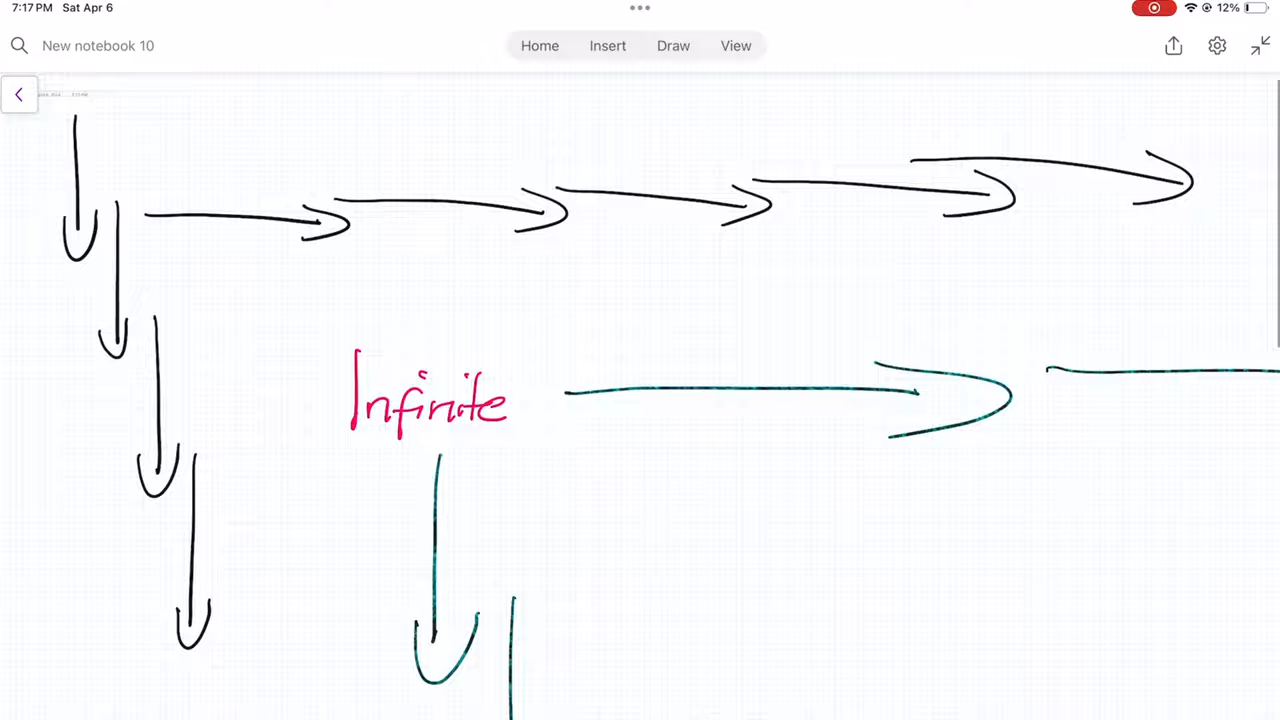 7:17 PM Sat Apr 6
12%
New notebook 10
Home Insert Draw View
Infinite